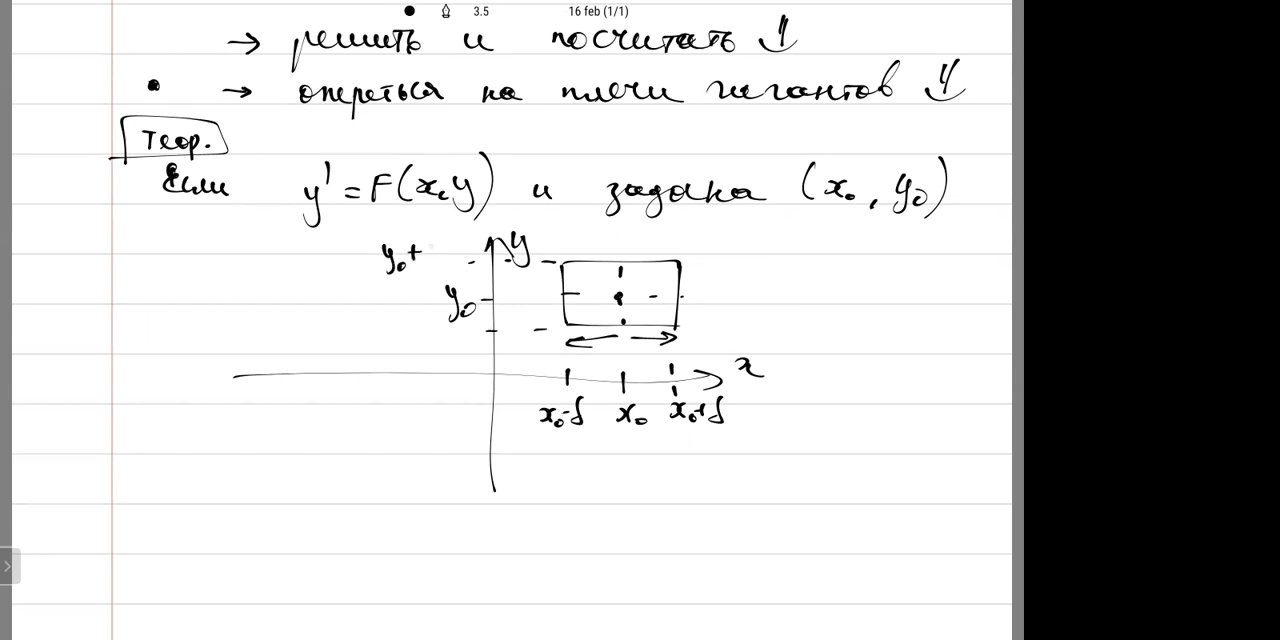 3.5 16 feb (1/1)
→ решить и посчитать
• → опереться на плечи гигантов
Теор.
Если y' = F(x, y) и задана (x₀, y₀)
y₀+ y
y₀
x
x₀-δ x₀ x₀+δ